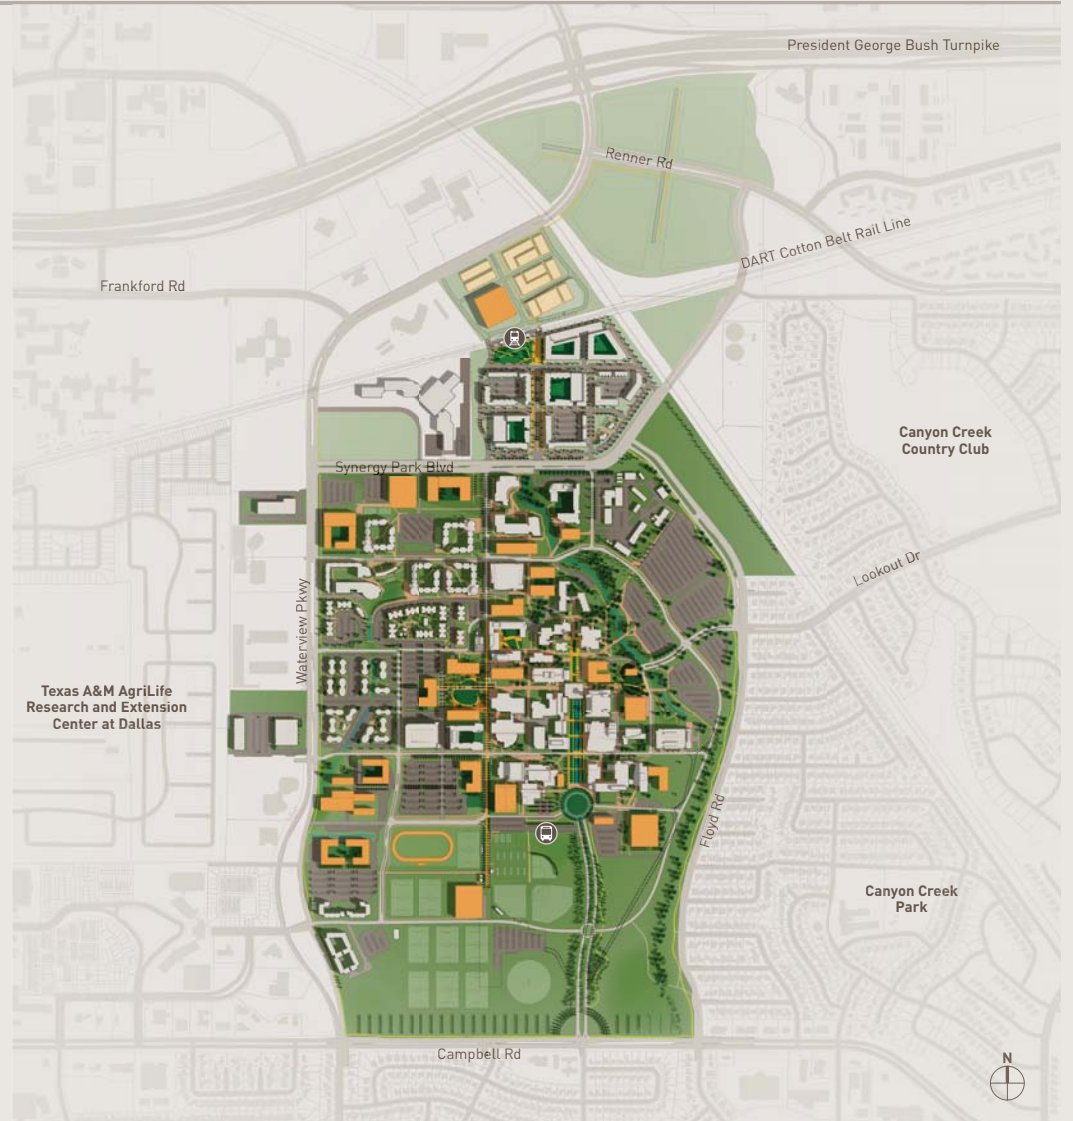 President George Bush Turnpike
Renner Rd
DART Cotton Belt Rail Line
Frankford Rd
Canyon Creek
Country Club
Synergy Park Blvd
Lookout Dr
Waterview Pkwy
Texas A&M AgriLife
Research and Extension
Center at Dallas
Floyd Rd
Canyon Creek
Park
Campbell Rd
N